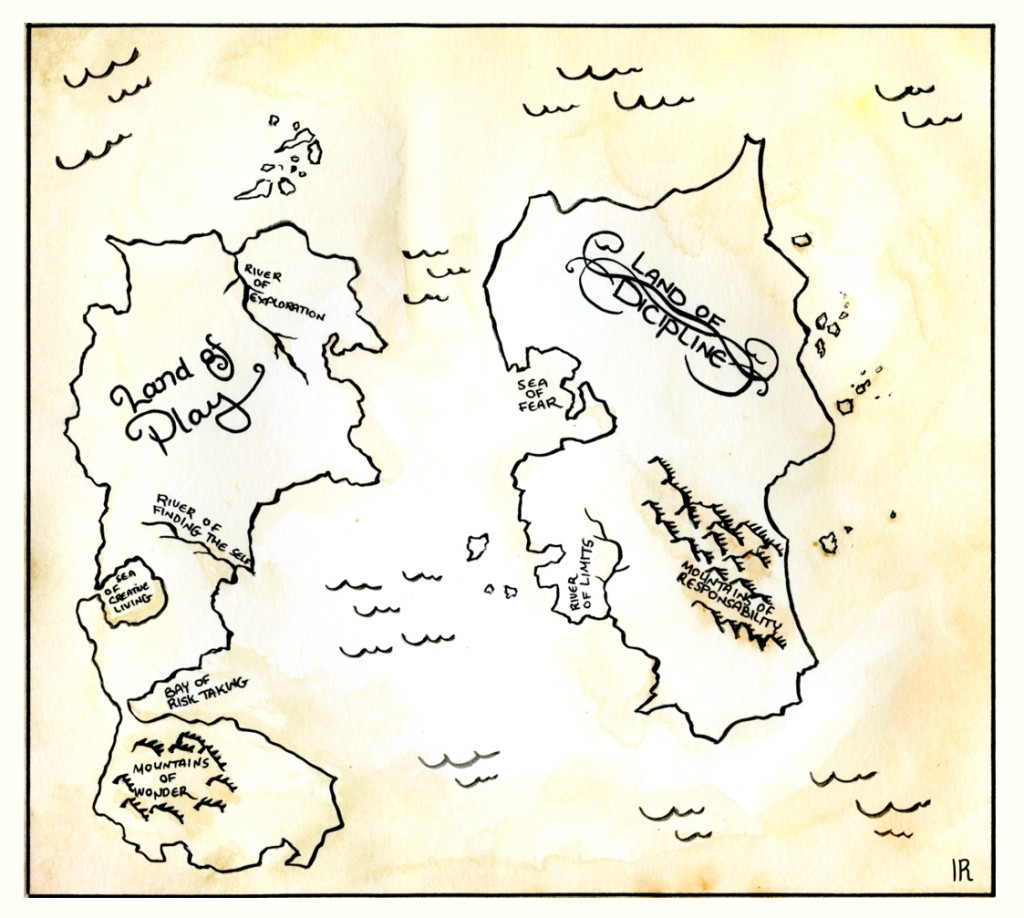 RIVER
OF
EXPLORATION
Land of
Play
RIVER OF
FINDING THE SELF
SEA
OF
CREATIVE
LIVING
BAY OF
RISK TAKING
MOUNTAINS
OF
WONDER
LAND OF
DICIPLINE
SEA
OF
FEAR
RIVER
OF LIMITS
MOUNTAINS OF
RESPONSABILITY
IR